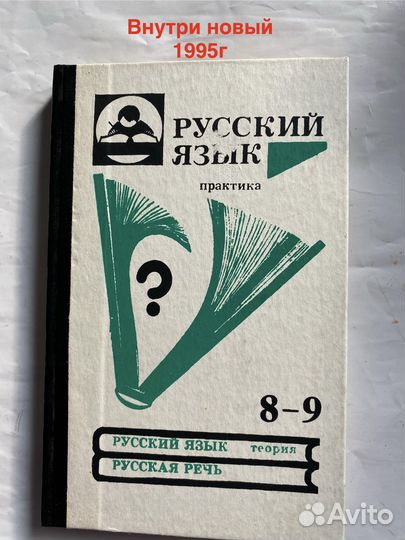 Внутри новый
1995г
РУССКИЙ
ЯЗЫК
практика
?
8-9
РУССКИЙ ЯЗЫК теория
РУССКАЯ РЕЧЬ
Avito